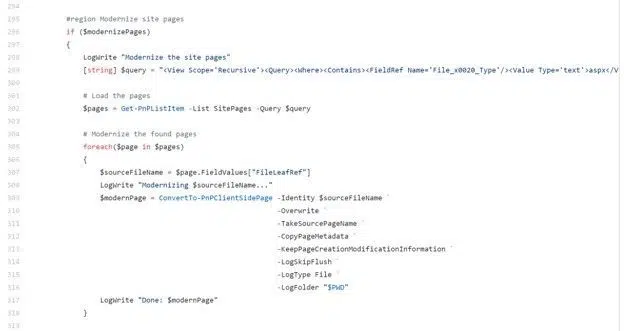 294
295 #region Modernize site pages
296 if ($modernizePages)
297 {
298 LogWrite "Modernize the site pages"
299 [string] $query = "<View Scope='Recursive'><Query><Where><Contains><FieldRef Name='File_x0020_Type'/><Value Type='text'>aspx</V
300
301 # Load the pages
302 $pages = Get-PnPListItem -List SitePages -Query $query
303
304 # Modernize the found pages
305 foreach($page in $pages)
306 {
307 $sourceFileName = $page.FieldValues["FileLeafRef"]
308 LogWrite "Modernizing $sourceFileName..."
309 $modernPage = ConvertTo-PnPClientSidePage -Identity $sourceFileName `
310 -Overwrite `
311 -TakeSourcePageName `
312 -CopyPageMetadata `
313 -KeepPageCreationModificationInformation `
314 -LogSkipFlush `
315 -LogType File `
316 -LogFolder "$PWD"
317 LogWrite "Done: $modernPage"
318 }
319